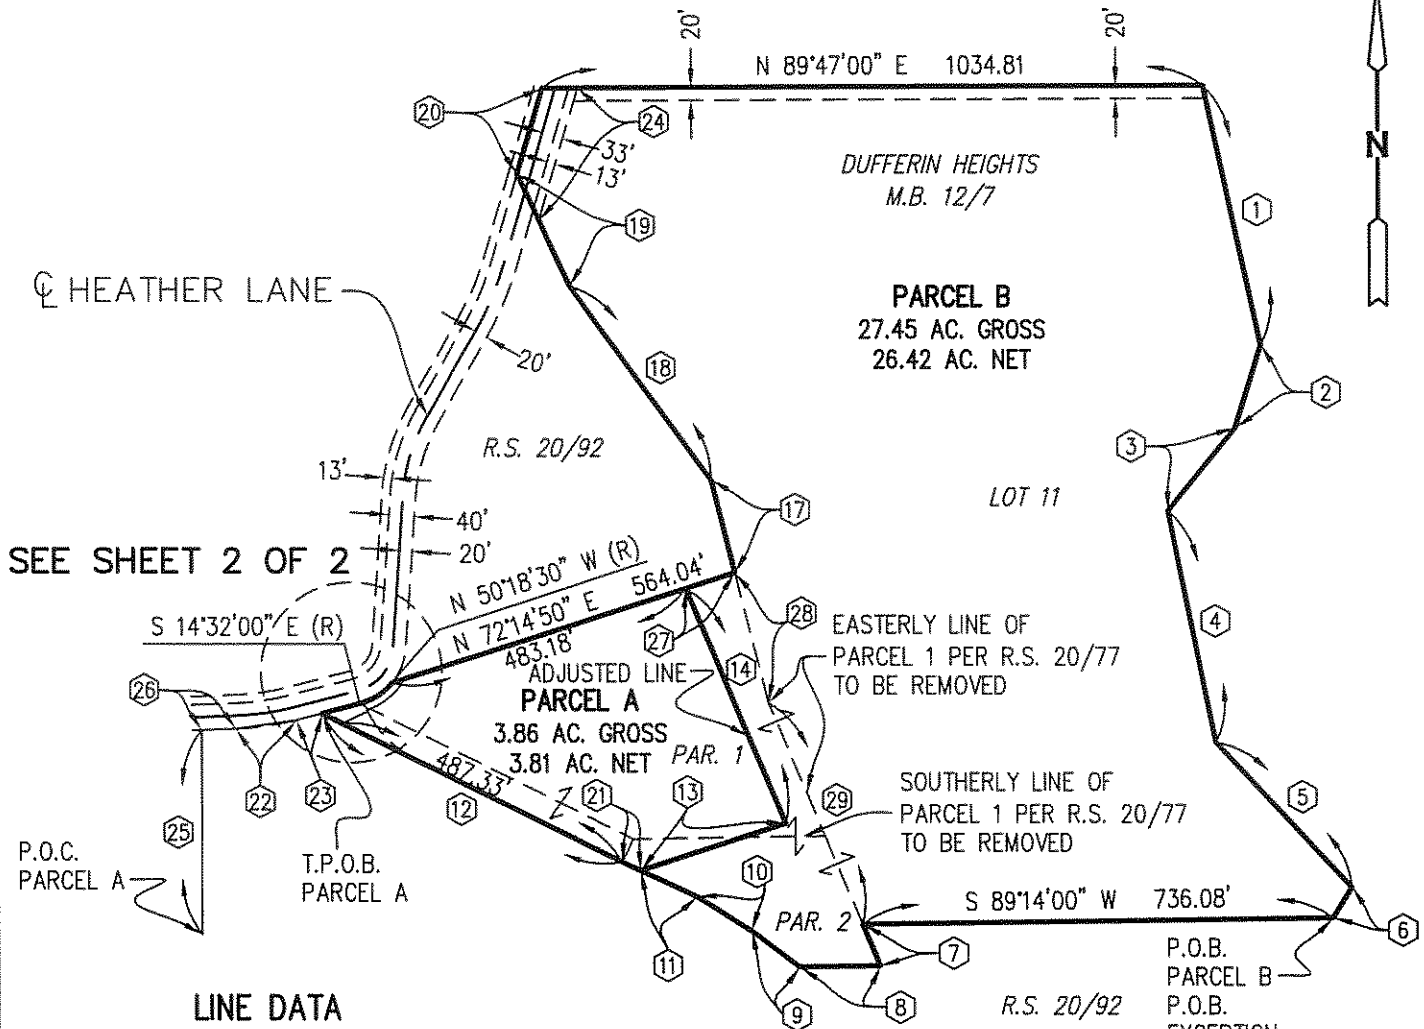 20'
20'
N 89°47'00" E 1034.81
20
24
33'
13'
DUFFERIN HEIGHTS
M.B. 12/7
N
1
19
℄ HEATHER LANE
PARCEL B
27.45 AC. GROSS
26.42 AC. NET
20'
18
2
3
R.S. 20/92
13'
LOT 11
17
40'
20'
SEE SHEET 2 OF 2
N 50°18'30" W (R)
564.04'
N 72°14'50" E
483.18'
S 14°32'00" E (R)
27
28
EASTERLY LINE OF
PARCEL 1 PER R.S. 20/77
TO BE REMOVED
4
ADJUSTED LINE
14
26
PARCEL A
3.86 AC. GROSS
3.81 AC. NET
PAR. 1
487.33'
12
22
23
21
13
29
SOUTHERLY LINE OF
PARCEL 1 PER R.S. 20/77
TO BE REMOVED
5
25
P.O.C.
PARCEL A
T.P.O.B.
PARCEL A
10
PAR. 2
S 89°14'00" W 736.08'
6
11
7
P.O.B.
PARCEL B
P.O.B.
LINE DATA
9
8
R.S. 20/92
EXCEPTION